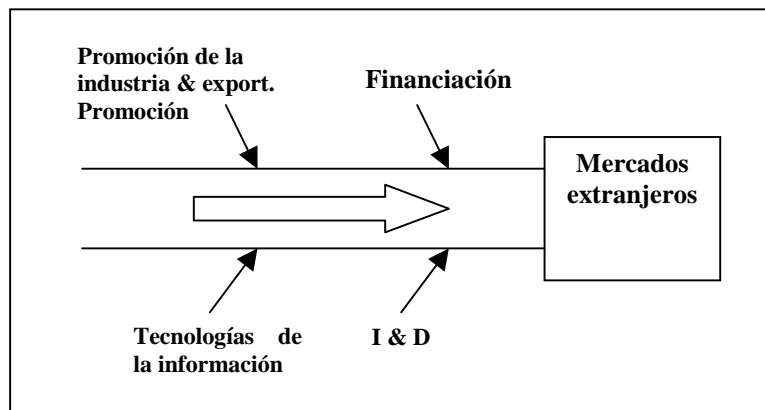 Promoción de la
industria & export.
Promoción
Financiación
Mercados
extranjeros
Tecnologías de
la información
I & D